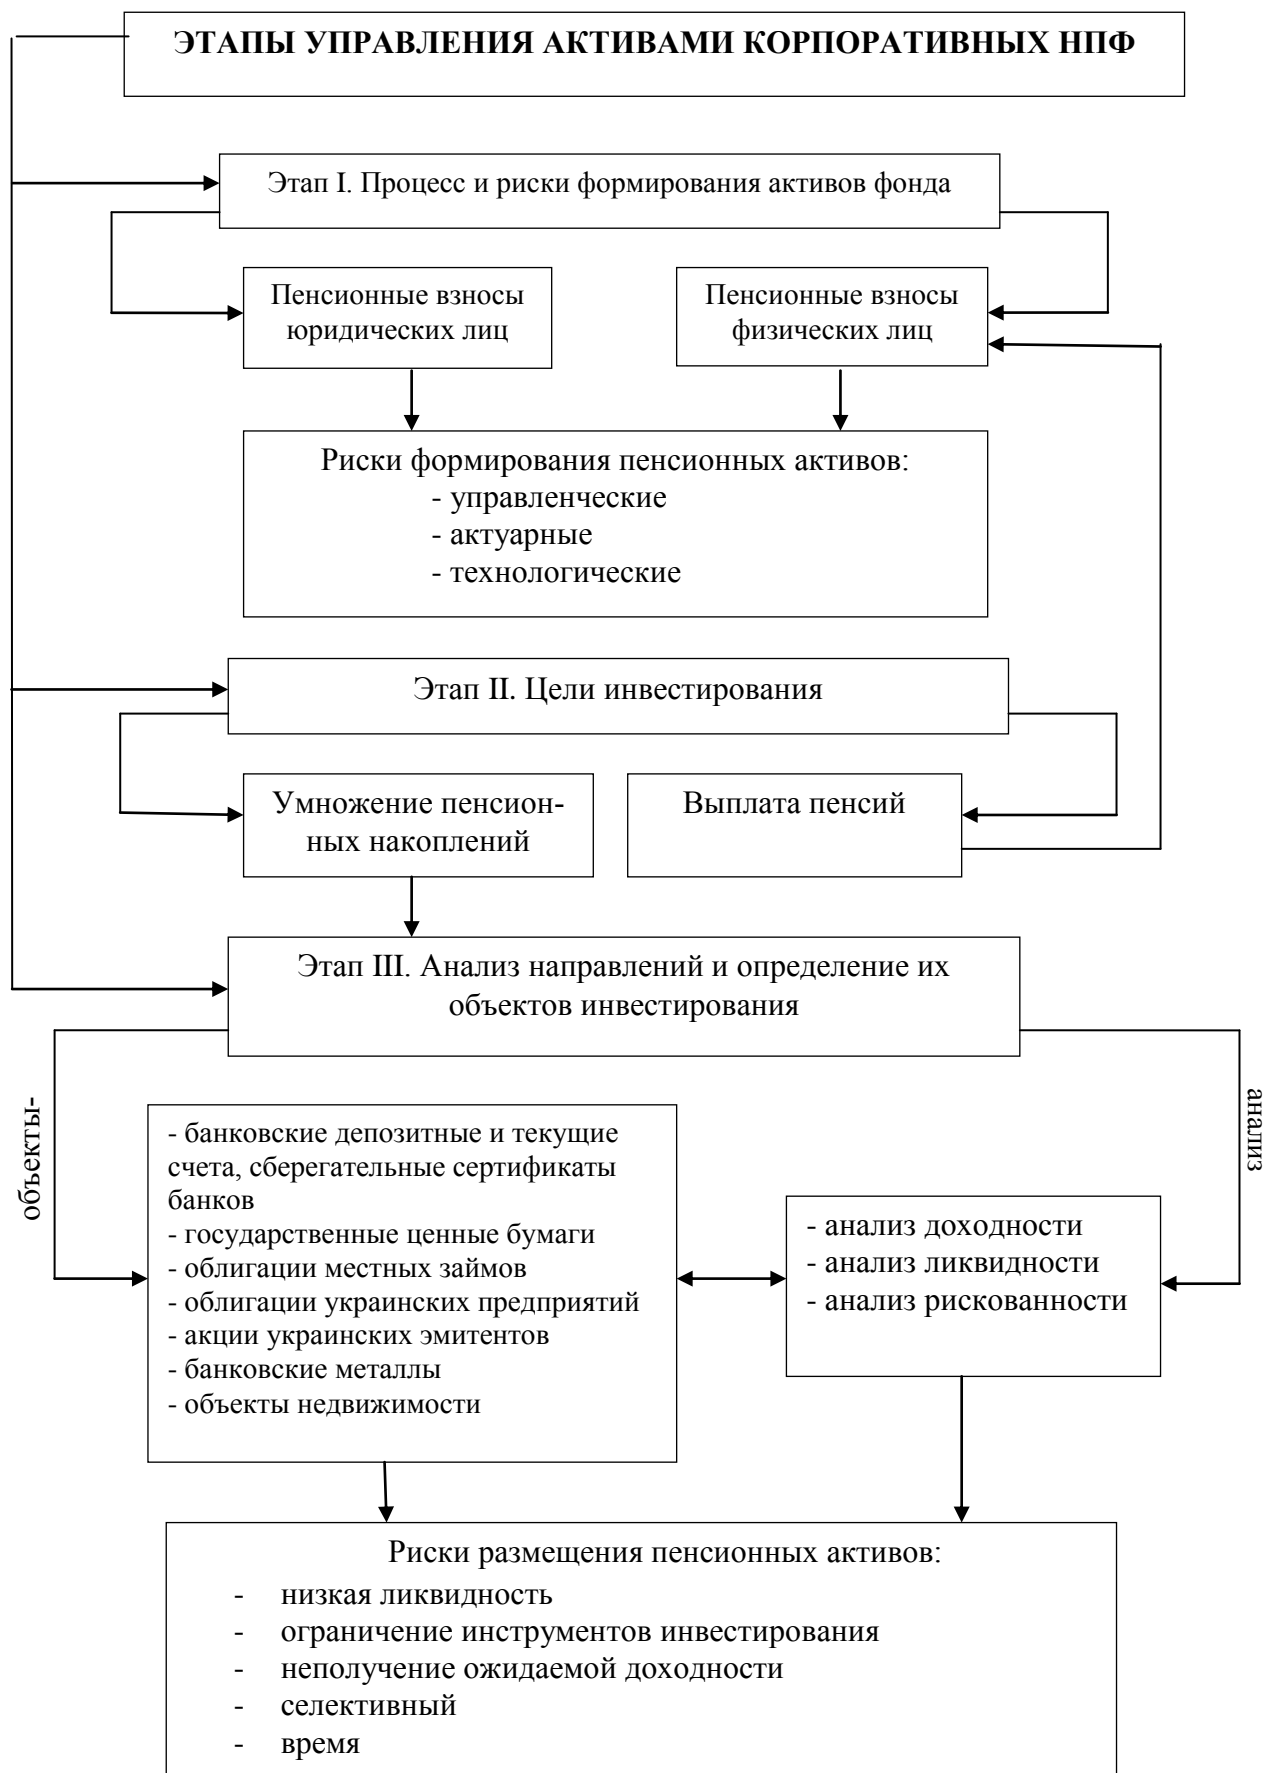 ЭТАПЫ УПРАВЛЕНИЯ АКТИВАМИ КОРПОРАТИВНЫХ НПФ
Этап I. Процесс и риски формирования активов фонда
Пенсионные взносы
юридических лиц
Пенсионные взносы
физических лиц
Риски формирования пенсионных активов:
- управленческие
- актуарные
- технологические
Этап II. Цели инвестирования
Умножение пенсион-
ных накоплений
Выплата пенсий
Этап III. Анализ направлений и определение их
объектов инвестирования
объекты-
анализ
- банковские депозитные и текущие
счета, сберегательные сертификаты
банков
- государственные ценные бумаги
- облигации местных займов
- облигации украинских предприятий
- акции украинских эмитентов
- банковские металлы
- объекты недвижимости
- анализ доходности
- анализ ликвидности
- анализ рискованности
Риски размещения пенсионных активов:
- низкая ликвидность
- ограничение инструментов инвестирования
- неполучение ожидаемой доходности
- селективный
- время